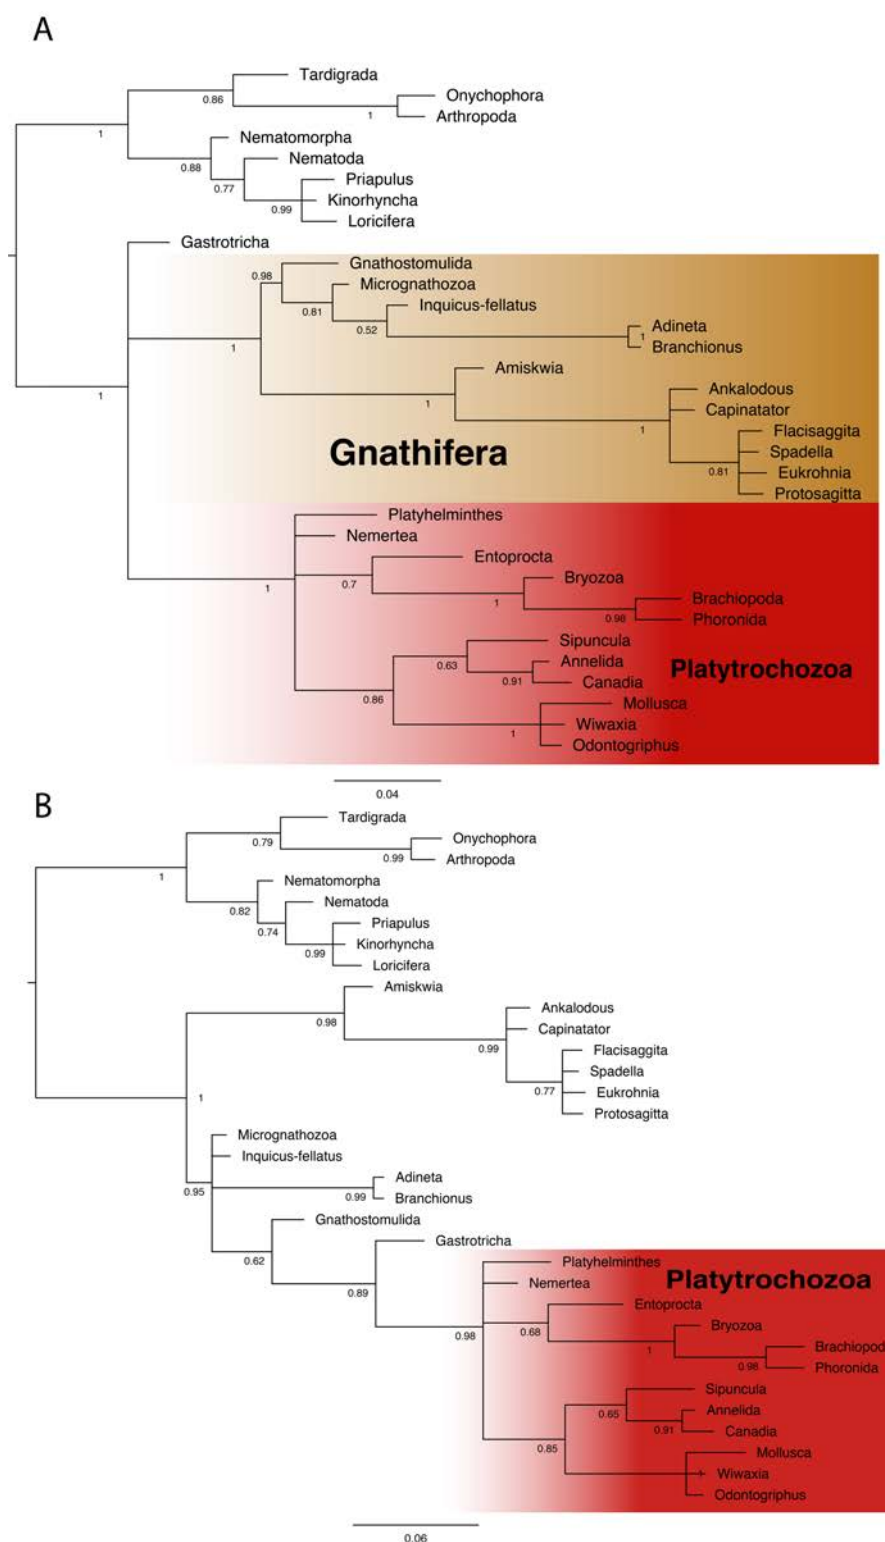 A
Tardigrada
0.86
Onychophora
1
Arthropoda
1
Nematomorpha
0.88
Nematoda
0.77
Priapulus
Kinorhyncha
0.99
Loricifera
Gastrotricha
Gnathostomulida
0.98
Micrognathozoa
0.81
Inquicus-fellatus
0.52
Adineta
1
Branchionus
1
Amiskwia
1
Ankalodous
Capinatator
1
Flacisaggita
Spadella
0.81
Eukrohnia
Protosagitta
Gnathifera
1
Platyhelminthes
Nemertea
Entoprocta
1
0.7
Bryozoa
1
Brachiopoda
0.98
Phoronida
Sipuncula
0.63
Annelida
0.91
Canadia
Platytrochozoa
0.86
Mollusca
1
Wiwaxia
Odontogriphus
0.04
B
Tardigrada
0.79
Onychophora
0.99
Arthropoda
1
Nematomorpha
0.82
Nematoda
0.74
Priapulus
Kinorhyncha
0.99
Loricifera
Amiskwia
0.98
Ankalodous
Capinatator
0.99
Flacisaggita
Spadella
0.77
Eukrohnia
Protosagitta
1
Micrognathozoa
Inquicus-fellatus
0.95
Adineta
0.99
Branchionus
Gnathostomulida
0.62
Gastrotricha
0.89
Platyhelminthes
Platytrochozoa
Nemertea
Entoprocta
0.98
0.68
Bryozoa
1
Brachiopod
0.98
Phoronida
Sipuncula
0.65
Annelida
0.91
Canadia
0.85
Mollusca
Wiwaxia
Odontogriphus
0.06